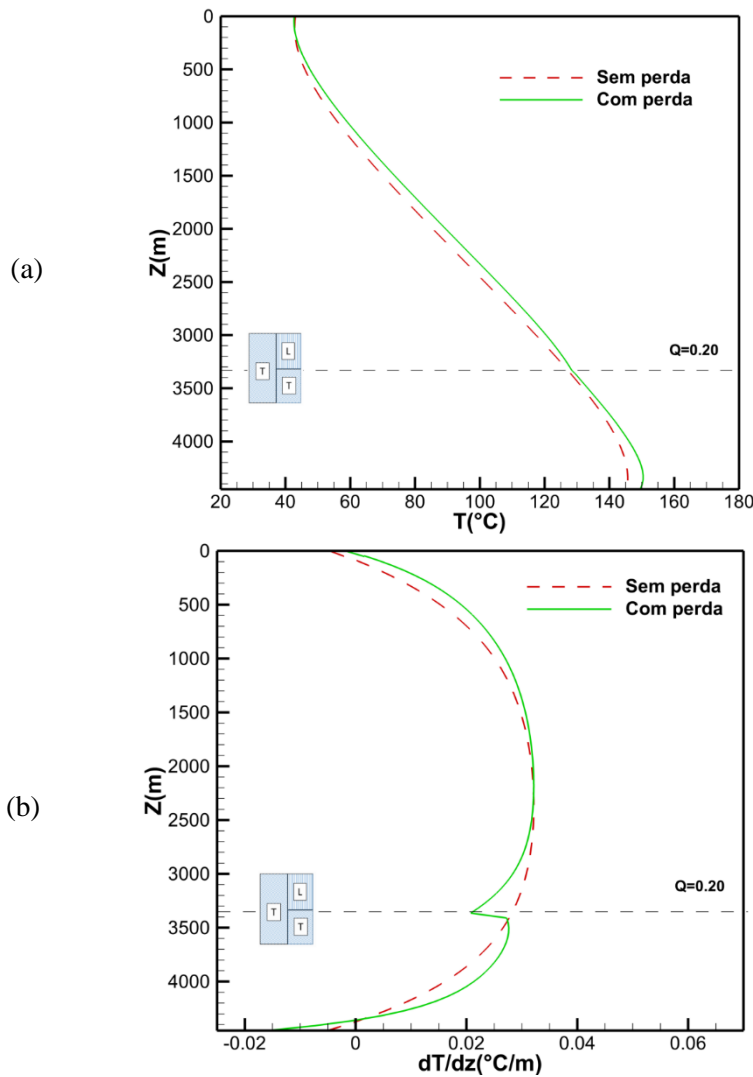 (a)
0
500
1000
1500
2000
2500
3000
3500
4000
Z(m)
Sem perda
Com perda
Q=0.20
L
T
T
20 40 60 80 100 120 140 160 180
T(°C)
(b)
0
500
1000
1500
2000
2500
3000
3500
4000
Z(m)
Sem perda
Com perda
Q=0.20
L
T
T
-0.02 0 0.02 0.04 0.06
dT/dz(°C/m)